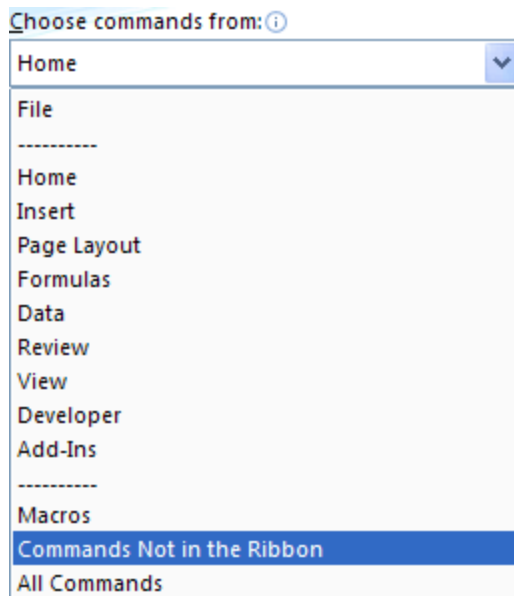 Choose commands from:
Home
File
----------
Home
Insert
Page Layout
Formulas
Data
Review
View
Developer
Add-Ins
----------
Macros
Commands Not in the Ribbon
All Commands